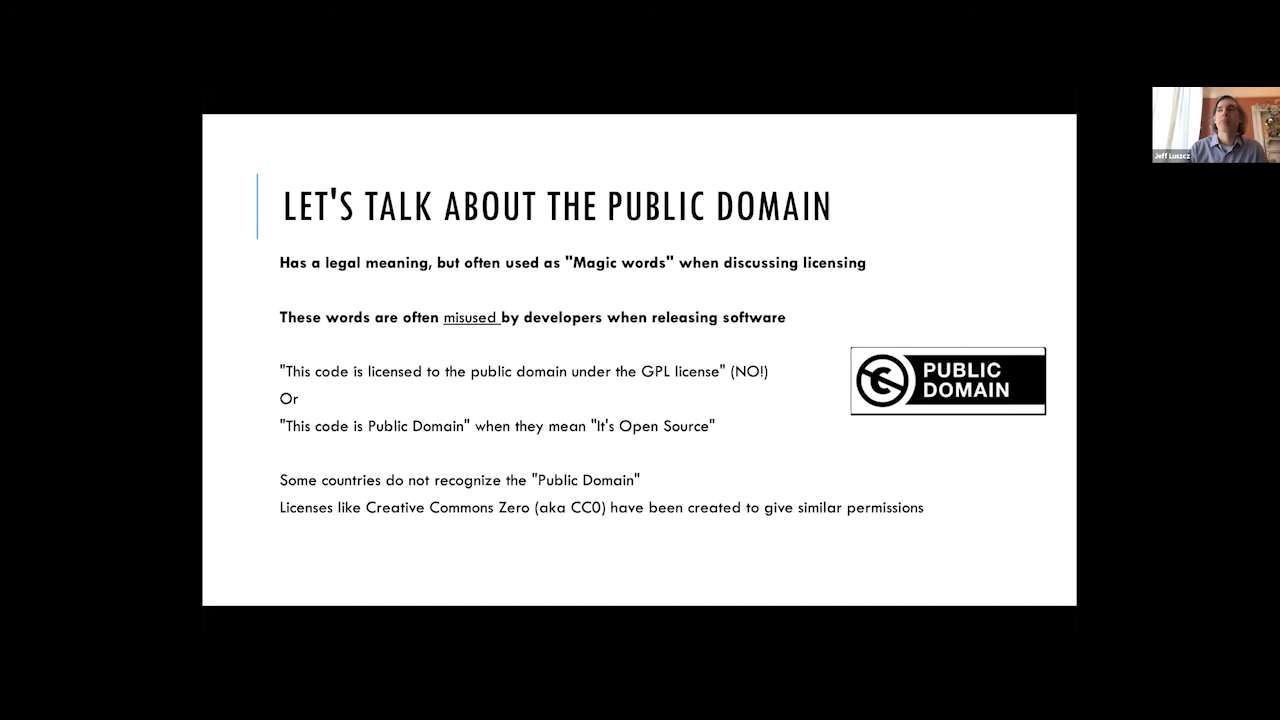 LET'S TALK ABOUT THE PUBLIC DOMAIN
Has a legal meaning, but often used as "Magic words" when discussing licensing
These words are often misused by developers when releasing software
"This code is licensed to the public domain under the GPL license" (NO!)
Or
"This code is Public Domain" when they mean "It's Open Source"
Some countries do not recognize the "Public Domain"
Licenses like Creative Commons Zero (aka CC0) have been created to give similar permissions
PUBLIC
DOMAIN
Jeff Luszcz